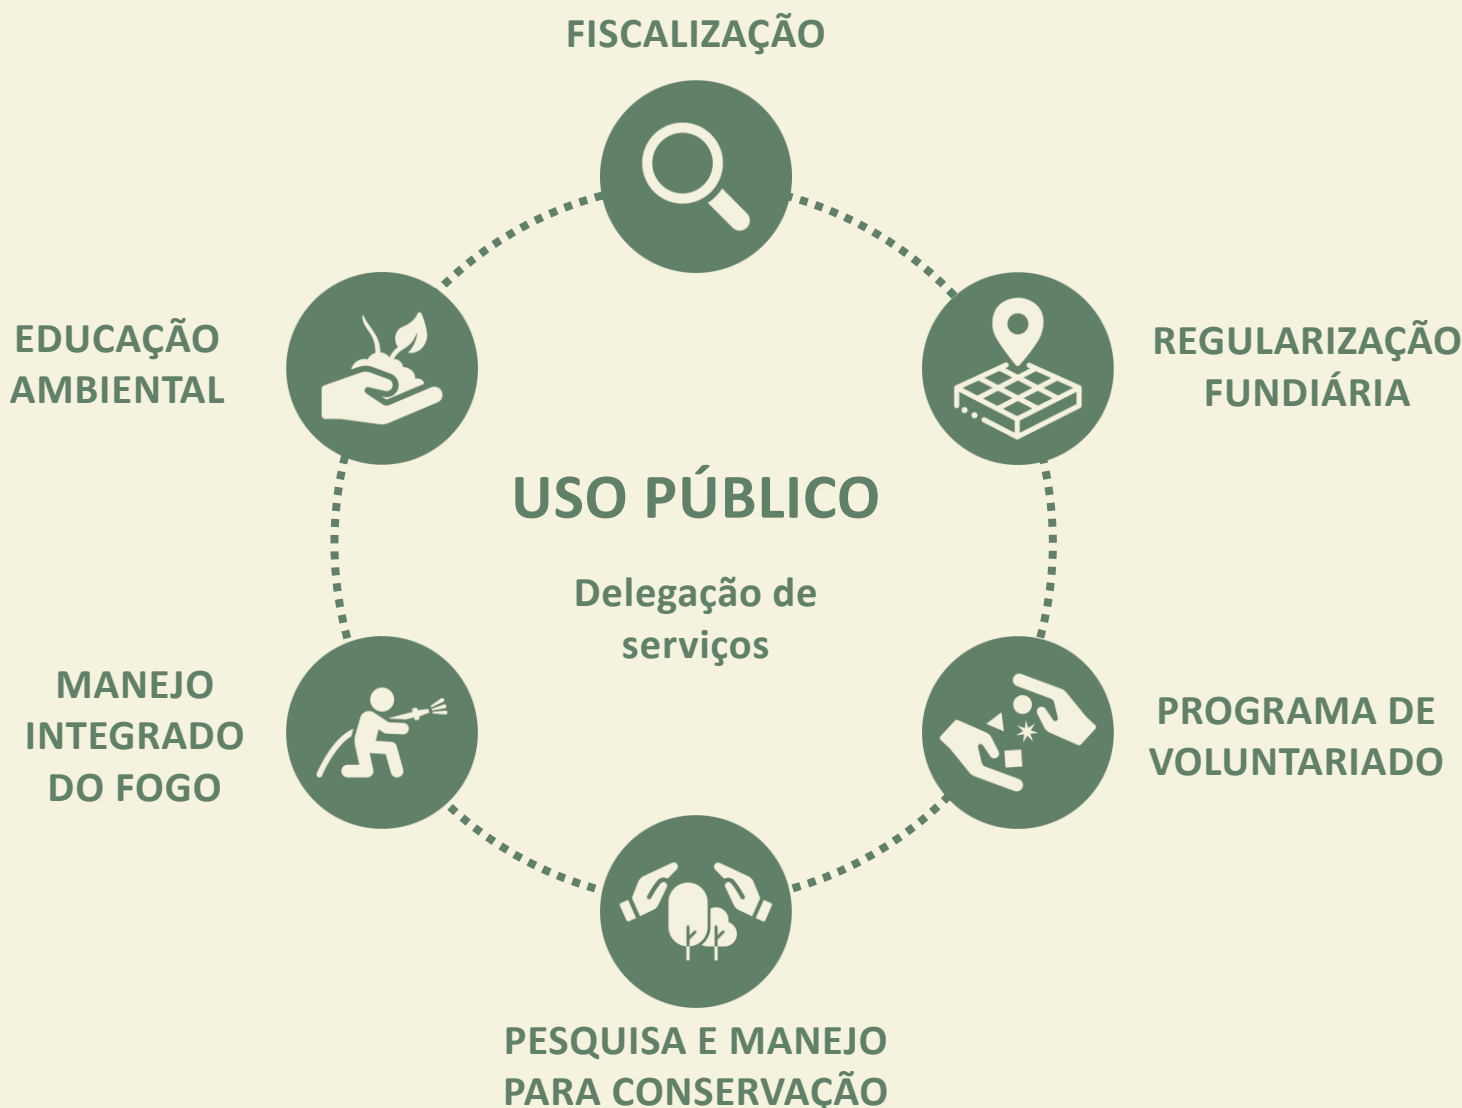 FISCALIZAÇÃO
EDUCAÇÃO
AMBIENTAL
REGULARIZAÇÃO
FUNDIÁRIA
USO PÚBLICO
Delegação de
serviços
MANEJO
INTEGRADO
DO FOGO
PROGRAMA DE
VOLUNTARIADO
PESQUISA E MANEJO
PARA CONSERVAÇÃO